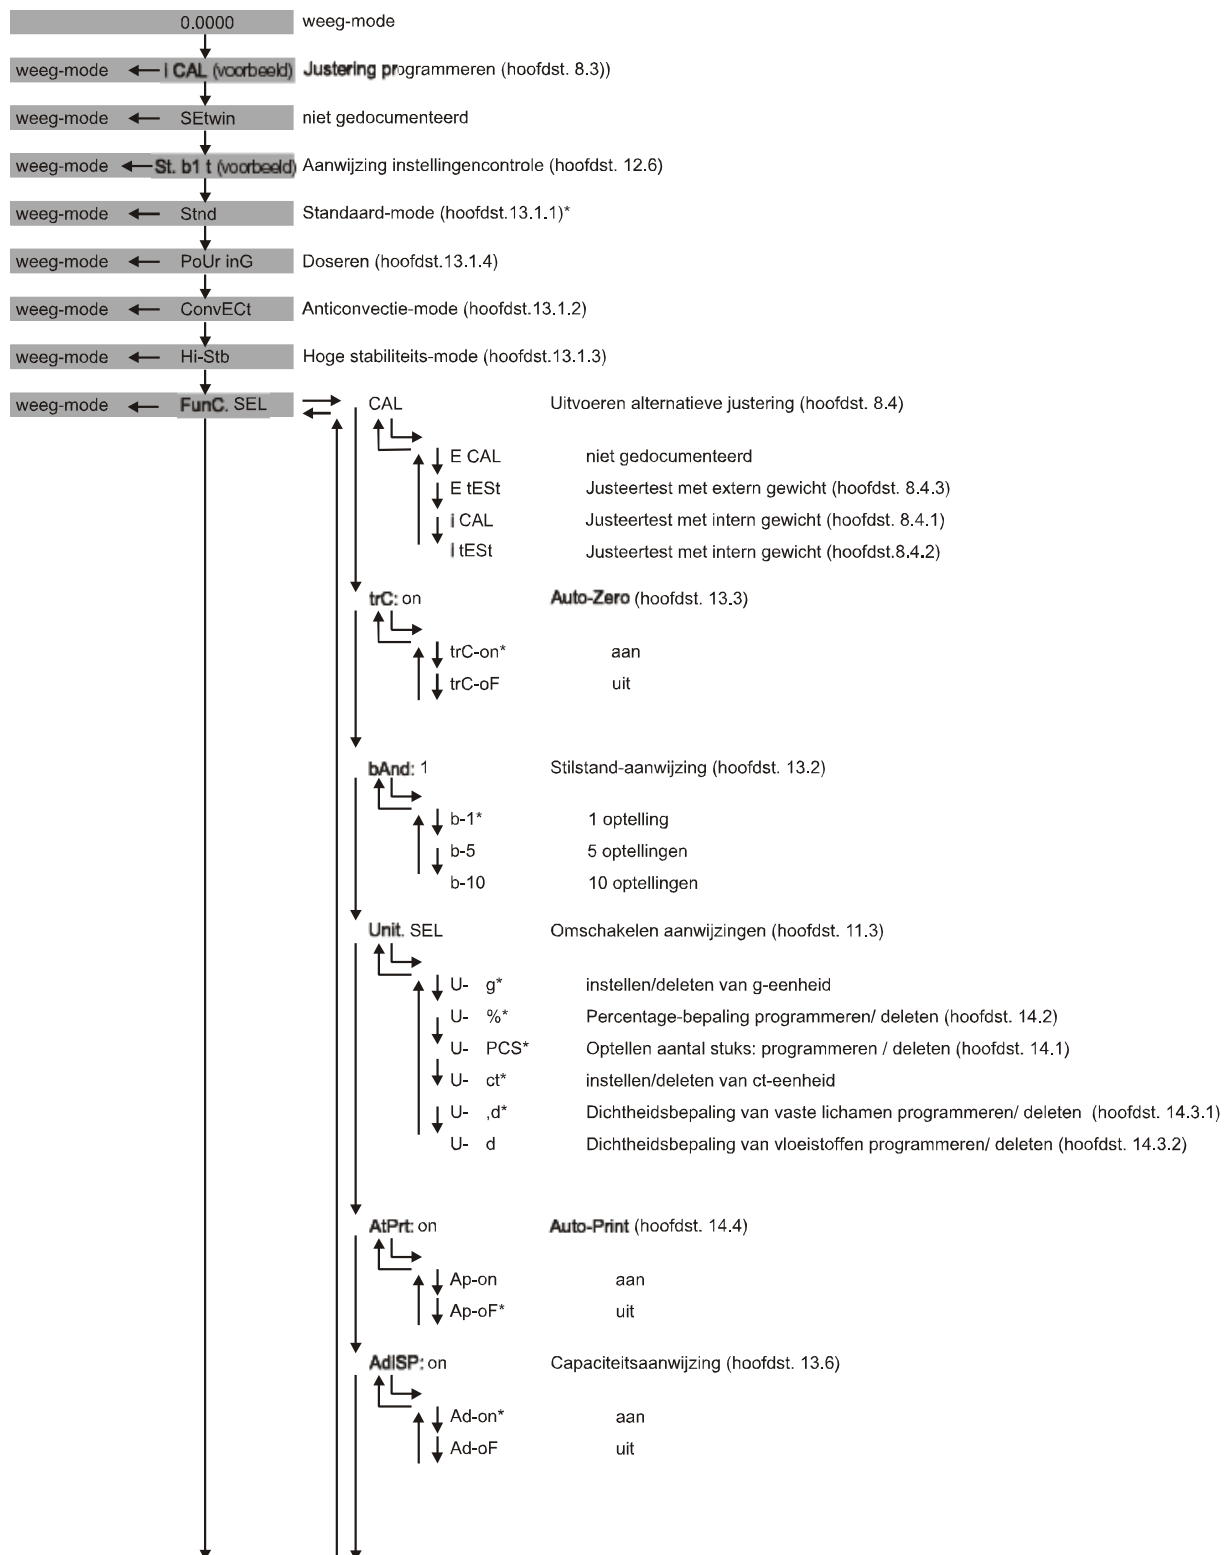 0.0000 weeg-mode
weeg-mode i CAL (voorbeeld) Justering programmeren (hoofdst. 8.3))
weeg-mode SEtwin niet gedocumenteerd
weeg-mode St. b1 t (voorbeeld) Aanwijzing instellingencontrole (hoofdst. 12.6)
weeg-mode Stnd Standaard-mode (hoofdst.13.1.1)*
weeg-mode PoUr inG Doseren (hoofdst.13.1.4)
weeg-mode ConvECt Anticonvectie-mode (hoofdst.13.1.2)
weeg-mode Hi-Stb Hoge stabiliteits-mode (hoofdst.13.1.3)
weeg-mode FunC. SEL CAL Uitvoeren alternatieve justering (hoofdst. 8.4)
E CAL niet gedocumenteerd
E tESt Justeertest met extern gewicht (hoofdst. 8.4.3)
i CAL Justeertest met intern gewicht (hoofdst. 8.4.1)
I tESt Justeertest met intern gewicht (hoofdst.8.4.2)
trC: on Auto-Zero (hoofdst. 13.3)
trC-on* aan
trC-oF uit
bAnd: 1 Stilstand-aanwijzing (hoofdst. 13.2)
b-1* 1 optelling
b-5 5 optellingen
b-10 10 optellingen
Unit. SEL Omschakelen aanwijzingen (hoofdst. 11.3)
U- g* instellen/deleten van g-eenheid
U- %* Percentage-bepaling programmeren/ deleten (hoofdst. 14.2)
U- PCS* Optellen aantal stuks: programmeren / deleten (hoofdst. 14.1)
U- ct* instellen/deleten van ct-eenheid
U- ,d* Dichtheidsbepaling van vaste lichamen programmeren/ deleten (hoofdst. 14.3.1)
U- d Dichtheidsbepaling van vloeistoffen programmeren/ deleten (hoofdst. 14.3.2)
AtPrt: on Auto-Print (hoofdst. 14.4)
Ap-on aan
Ap-oF* uit
AdISP: on Capaciteitsaanwijzing (hoofdst. 13.6)
Ad-on* aan
Ad-oF uit